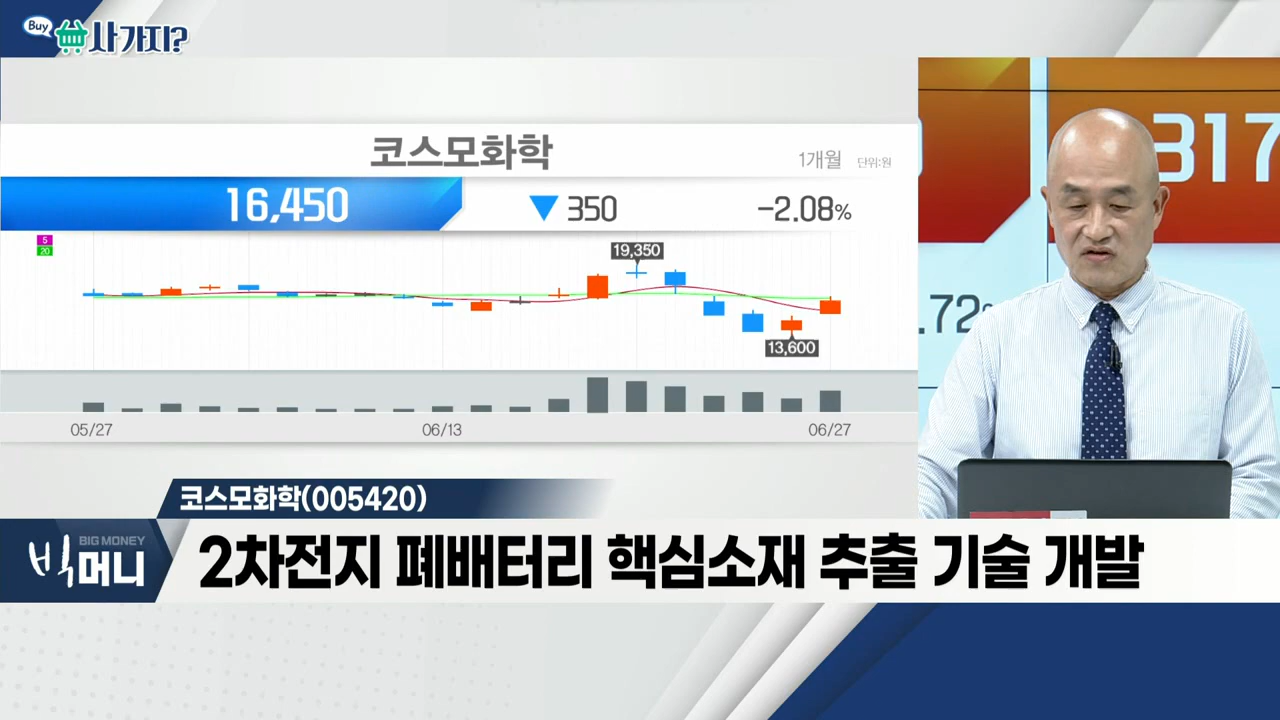 Buy 사가지?
코스모화학
1개월 단위:원
16,450 ▼ 350 -2.08%
5
20
19,350
13,600
05/27 06/13 06/27
317
.72%
코스모화학(005420)
BIG MONEY
빅머니
2차전지 폐배터리 핵심소재 추출 기술 개발